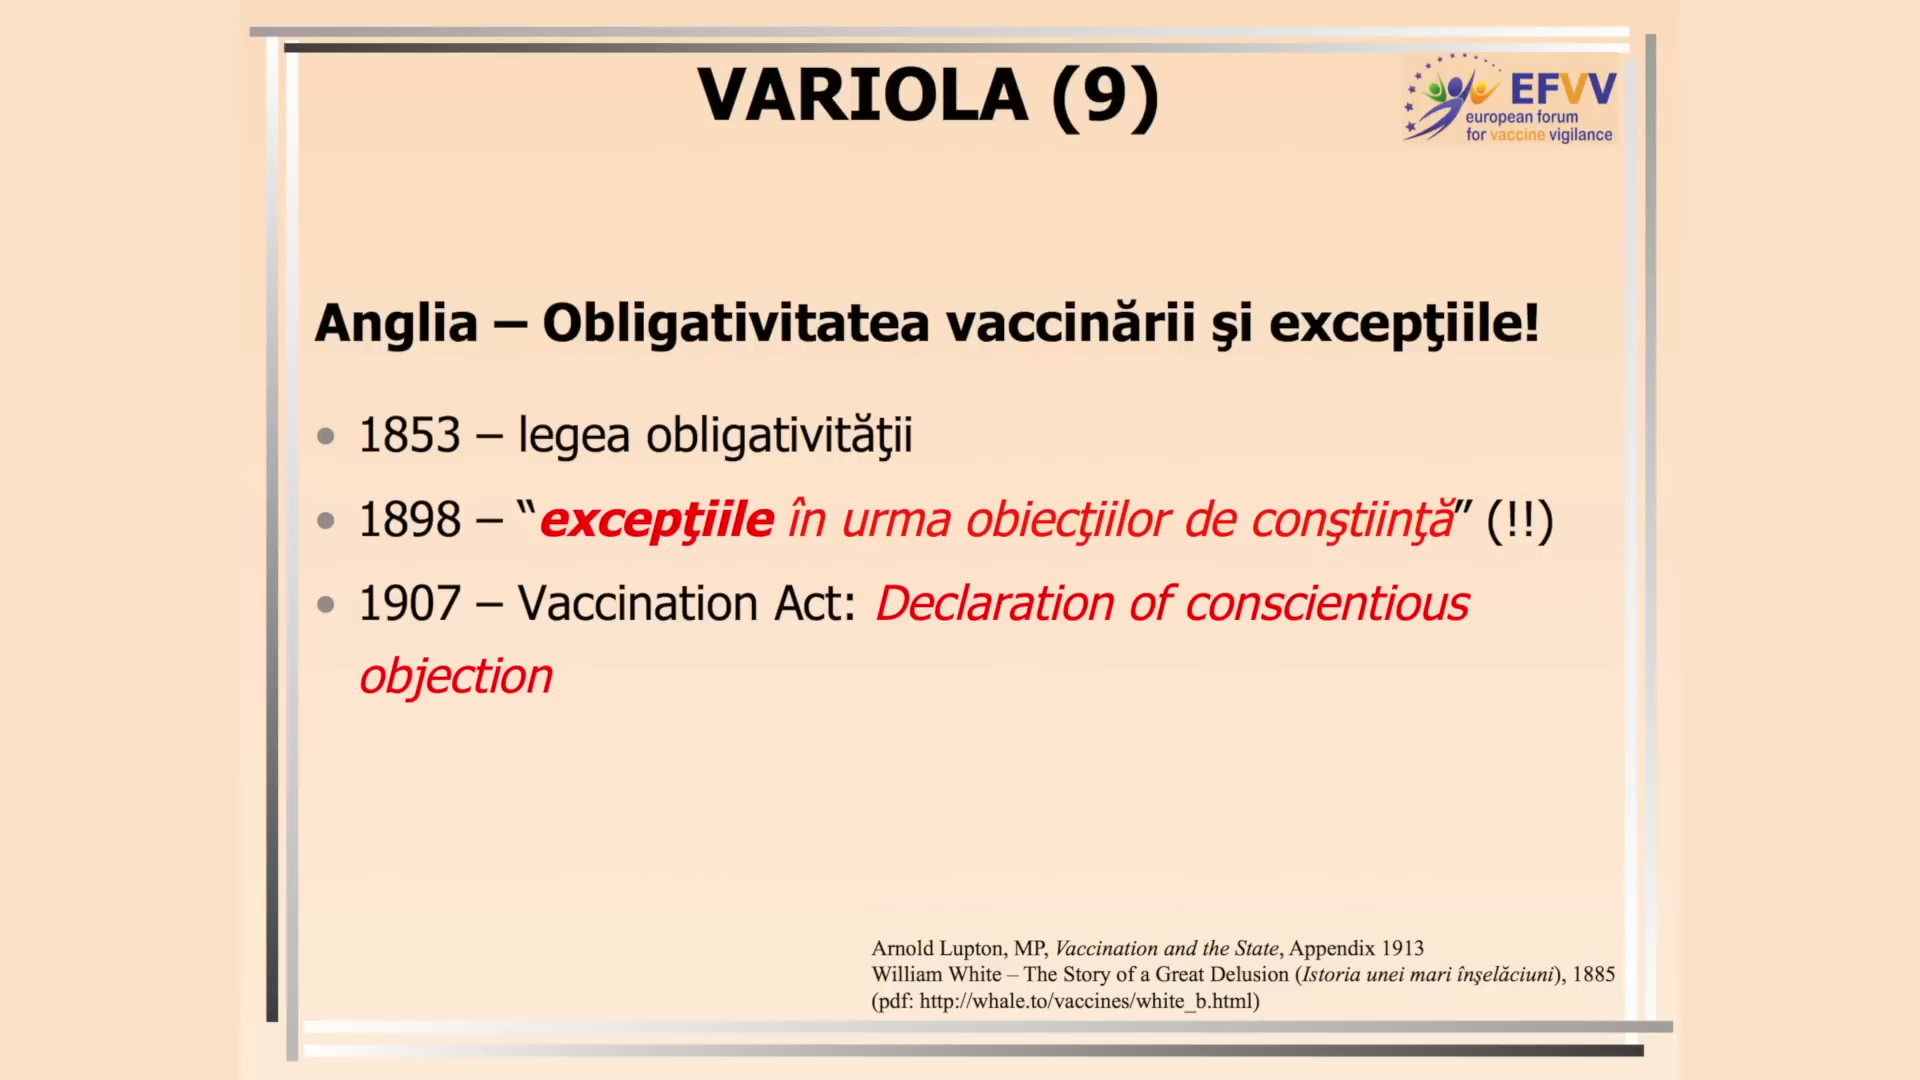 VARIOLA (9)
EFVV
european forum
for vaccine vigilance
Anglia – Obligativitatea vaccinării şi excepţiile!
• 1853 – legea obligativităţii
• 1898 – “excepţiile în urma obiecţiilor de conştiinţă” (!!)
• 1907 – Vaccination Act: Declaration of conscientious
objection
Arnold Lupton, MP, Vaccination and the State, Appendix 1913
William White – The Story of a Great Delusion (Istoria unei mari înşelăciuni), 1885
(pdf: http://whale.to/vaccines/white_b.html)